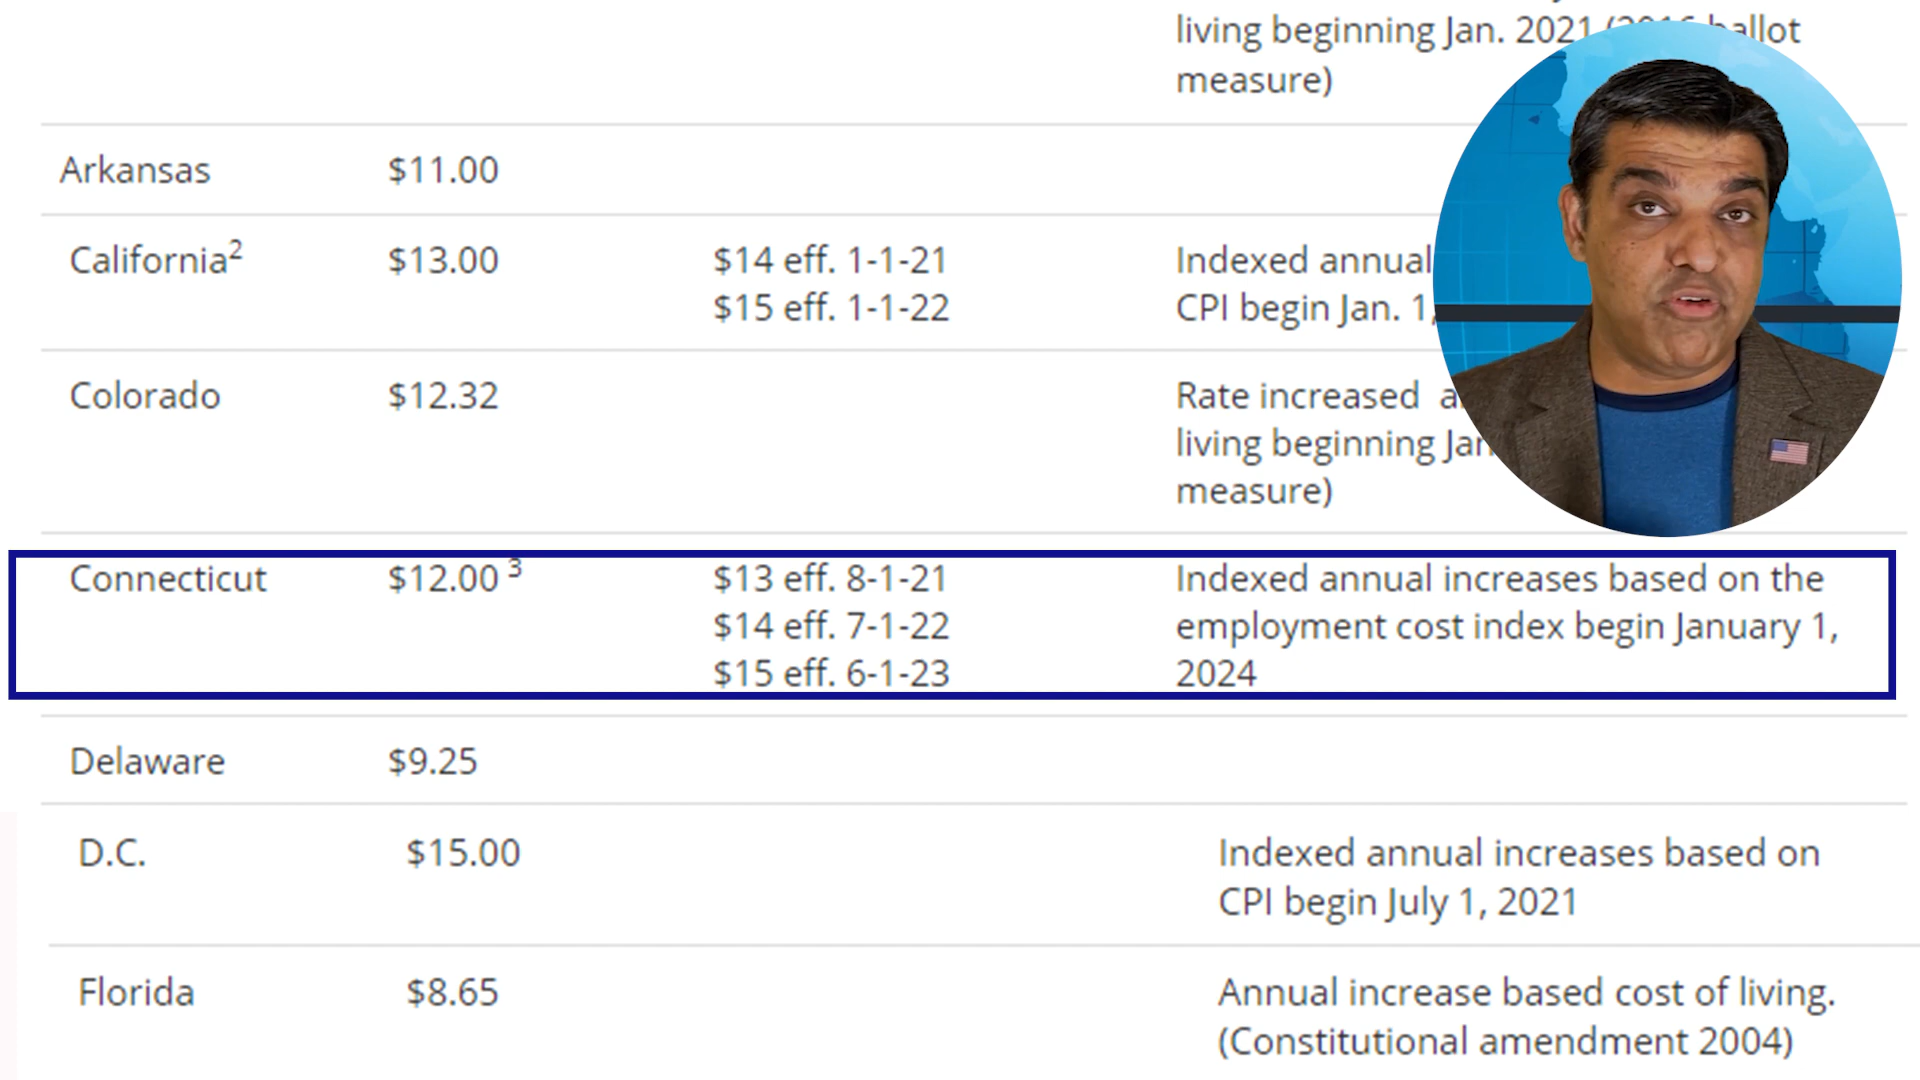 living beginning Jan. 2021 ballot
measure)
Arkansas $11.00
California2 $13.00 $14 eff. 1-1-21 Indexed annual
$15 eff. 1-1-22 CPI begin Jan. 1,
Colorado $12.32 Rate increased
living beginning Jan
measure)
Connecticut $12.00 3 $13 eff. 8-1-21 Indexed annual increases based on the
$14 eff. 7-1-22 employment cost index begin January 1,
$15 eff. 6-1-23 2024
Delaware $9.25
D.C. $15.00 Indexed annual increases based on
CPI begin July 1, 2021
Florida $8.65 Annual increase based cost of living.
(Constitutional amendment 2004)